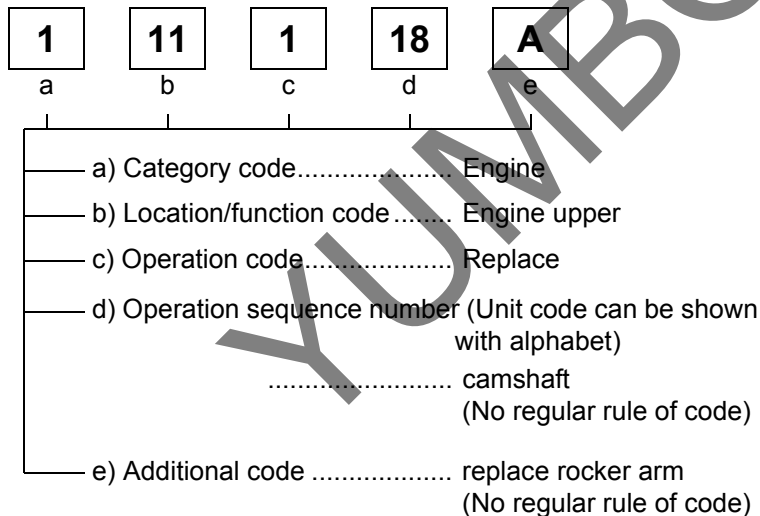 1 11 1 18 A
a b c d e
a) Category code..................... Engine
b) Location/function code........ Engine upper
c) Operation code..................... Replace
d) Operation sequence number (Unit code can be shown
with alphabet)
.......................... camshaft
(No regular rule of code)
e) Additional code .................... replace rocker arm
(No regular rule of code)